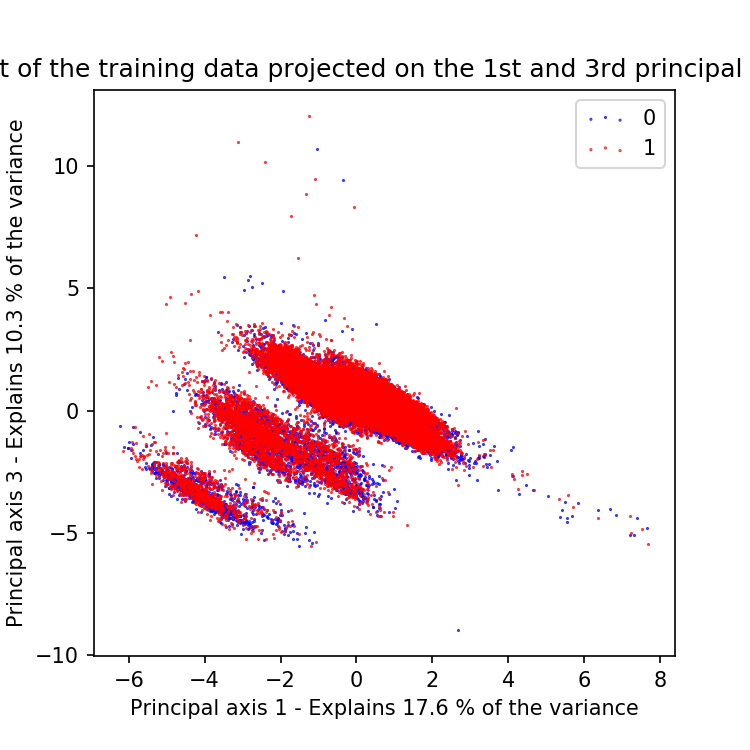 t of the training data projected on the 1st and 3rd principal
0
1
10
5
0
−5
−10
Principal axis 3 - Explains 10.3 % of the variance
−6 −4 −2 0 2 4 6 8
Principal axis 1 - Explains 17.6 % of the variance